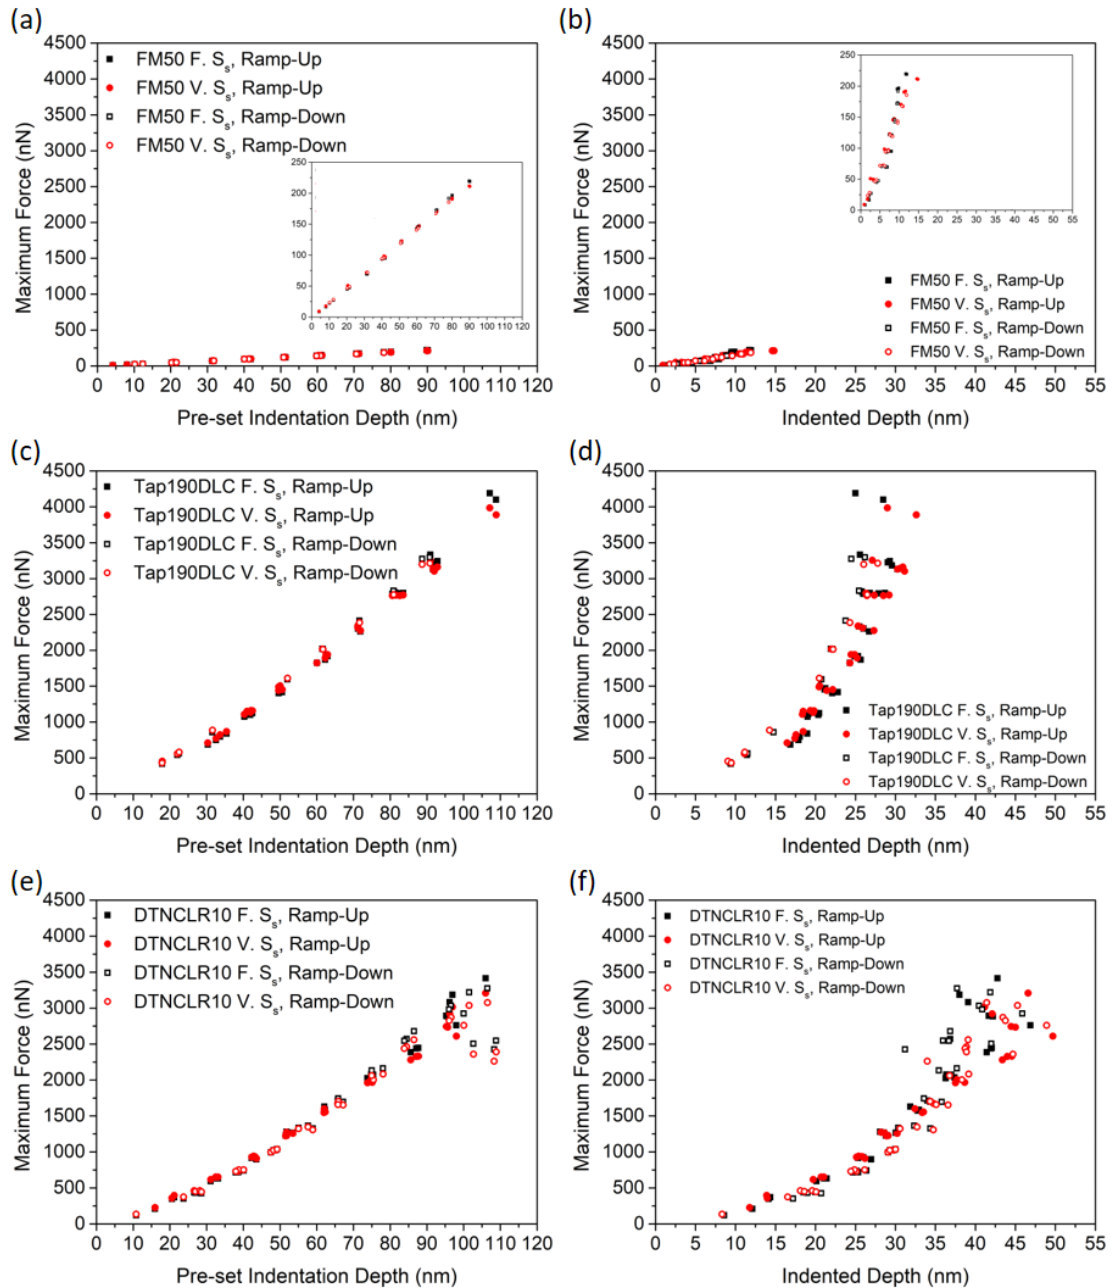 (a)
4500
4000
3500
3000
2500
2000
1500
1000
500
0
Maximum Force (nN)
FM50 F. Sₛ, Ramp-Up
FM50 V. Sₛ, Ramp-Up
FM50 F. Sₛ, Ramp-Down
FM50 V. Sₛ, Ramp-Down
250
200
150
100
50
0
0 10 20 30 40 50 60 70 80 90 100 110 120
0 10 20 30 40 50 60 70 80 90 100 110 120
Pre-set Indentation Depth (nm)
(b)
4500
4000
3500
3000
2500
2000
1500
1000
500
0
Maximum Force (nN)
250
200
150
100
50
0
0 5 10 15 20 25 30 35 40 45 50 55
FM50 F. Sₛ, Ramp-Up
FM50 V. Sₛ, Ramp-Up
FM50 F. Sₛ, Ramp-Down
FM50 V. Sₛ, Ramp-Down
0 5 10 15 20 25 30 35 40 45 50 55
Indented Depth (nm)
(c)
4500
4000
3500
3000
2500
2000
1500
1000
500
0
Maximum Force (nN)
Tap190DLC F. Sₛ, Ramp-Up
Tap190DLC V. Sₛ, Ramp-Up
Tap190DLC F. Sₛ, Ramp-Down
Tap190DLC V. Sₛ, Ramp-Down
0 10 20 30 40 50 60 70 80 90 100 110 120
Pre-set Indentation Depth (nm)
(d)
4500
4000
3500
3000
2500
2000
1500
1000
500
0
Maximum Force (nN)
Tap190DLC F. Sₛ, Ramp-Up
Tap190DLC V. Sₛ, Ramp-Up
Tap190DLC F. Sₛ, Ramp-Down
Tap190DLC V. Sₛ, Ramp-Down
0 5 10 15 20 25 30 35 40 45 50 55
Indented Depth (nm)
(e)
4500
4000
3500
3000
2500
2000
1500
1000
500
0
Maximum Force (nN)
DTNCLR10 F. Sₛ, Ramp-Up
DTNCLR10 V. Sₛ, Ramp-Up
DTNCLR10 F. Sₛ, Ramp-Down
DTNCLR10 V. Sₛ, Ramp-Down
0 10 20 30 40 50 60 70 80 90 100 110 120
Pre-set Indentation Depth (nm)
(f)
4500
4000
3500
3000
2500
2000
1500
1000
500
0
Maximum Force (nN)
DTNCLR10 F. Sₛ, Ramp-Up
DTNCLR10 V. Sₛ, Ramp-Up
DTNCLR10 F. Sₛ, Ramp-Down
DTNCLR10 V. Sₛ, Ramp-Down
0 5 10 15 20 25 30 35 40 45 50 55
Indented Depth (nm)